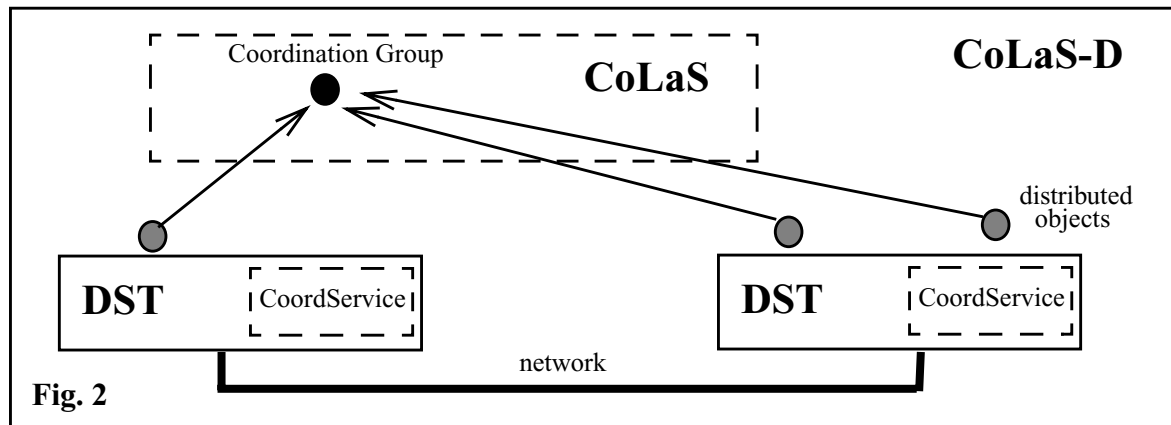 Coordination Group
CoLaS
CoLaS-D
distributed
objects
DST
CoordService
DST
CoordService
network
Fig. 2